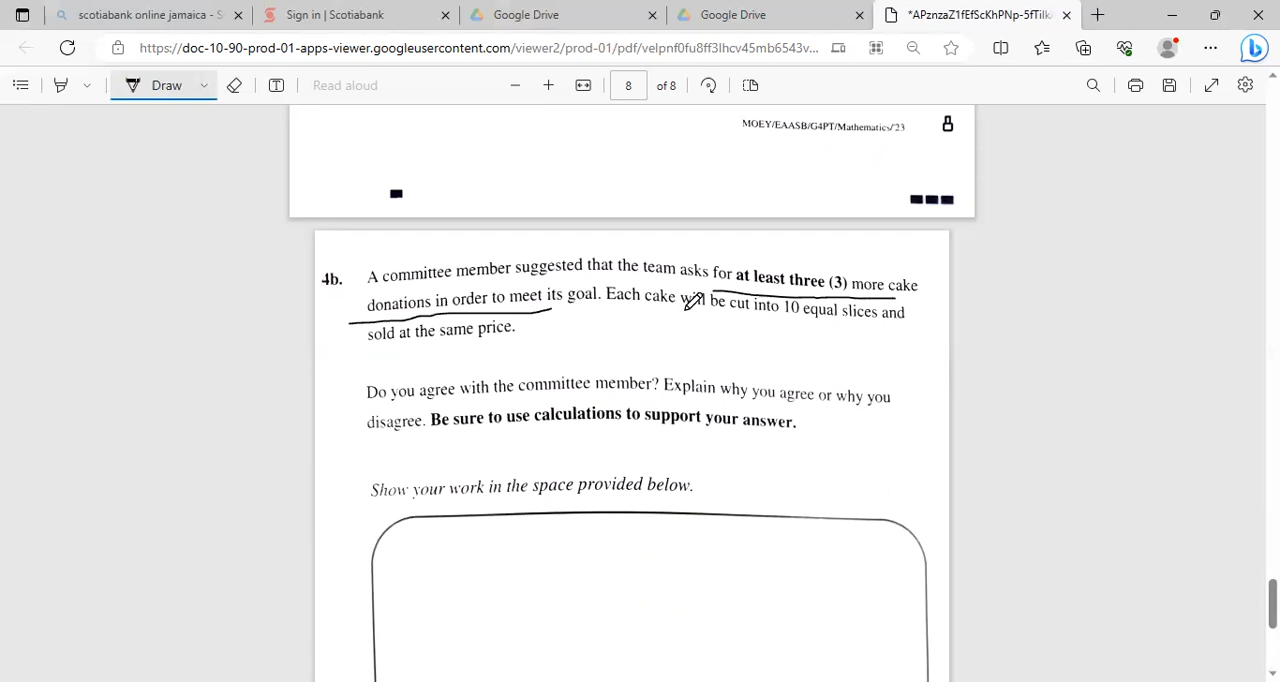 scotiabank online jamaica - S
Sign in | Scotiabank
Google Drive
Google Drive
https://doc-10-90-prod-01-apps-viewer.googleusercontent.com/viewer2/prod-01/pdf/velpnf0fu8ff3lhcv45mb6543v...
Draw
Read aloud
8 of 8
MOEY/EAASB/G4PT/Mathematics/'23 8
4b. A committee member suggested that the team asks for at least three (3) more cake
donations in order to meet its goal. Each cake will be cut into 10 equal slices and
sold at the same price.
Do you agree with the committee member? Explain why you agree or why you
disagree. Be sure to use calculations to support your answer.
Show your work in the space provided below.